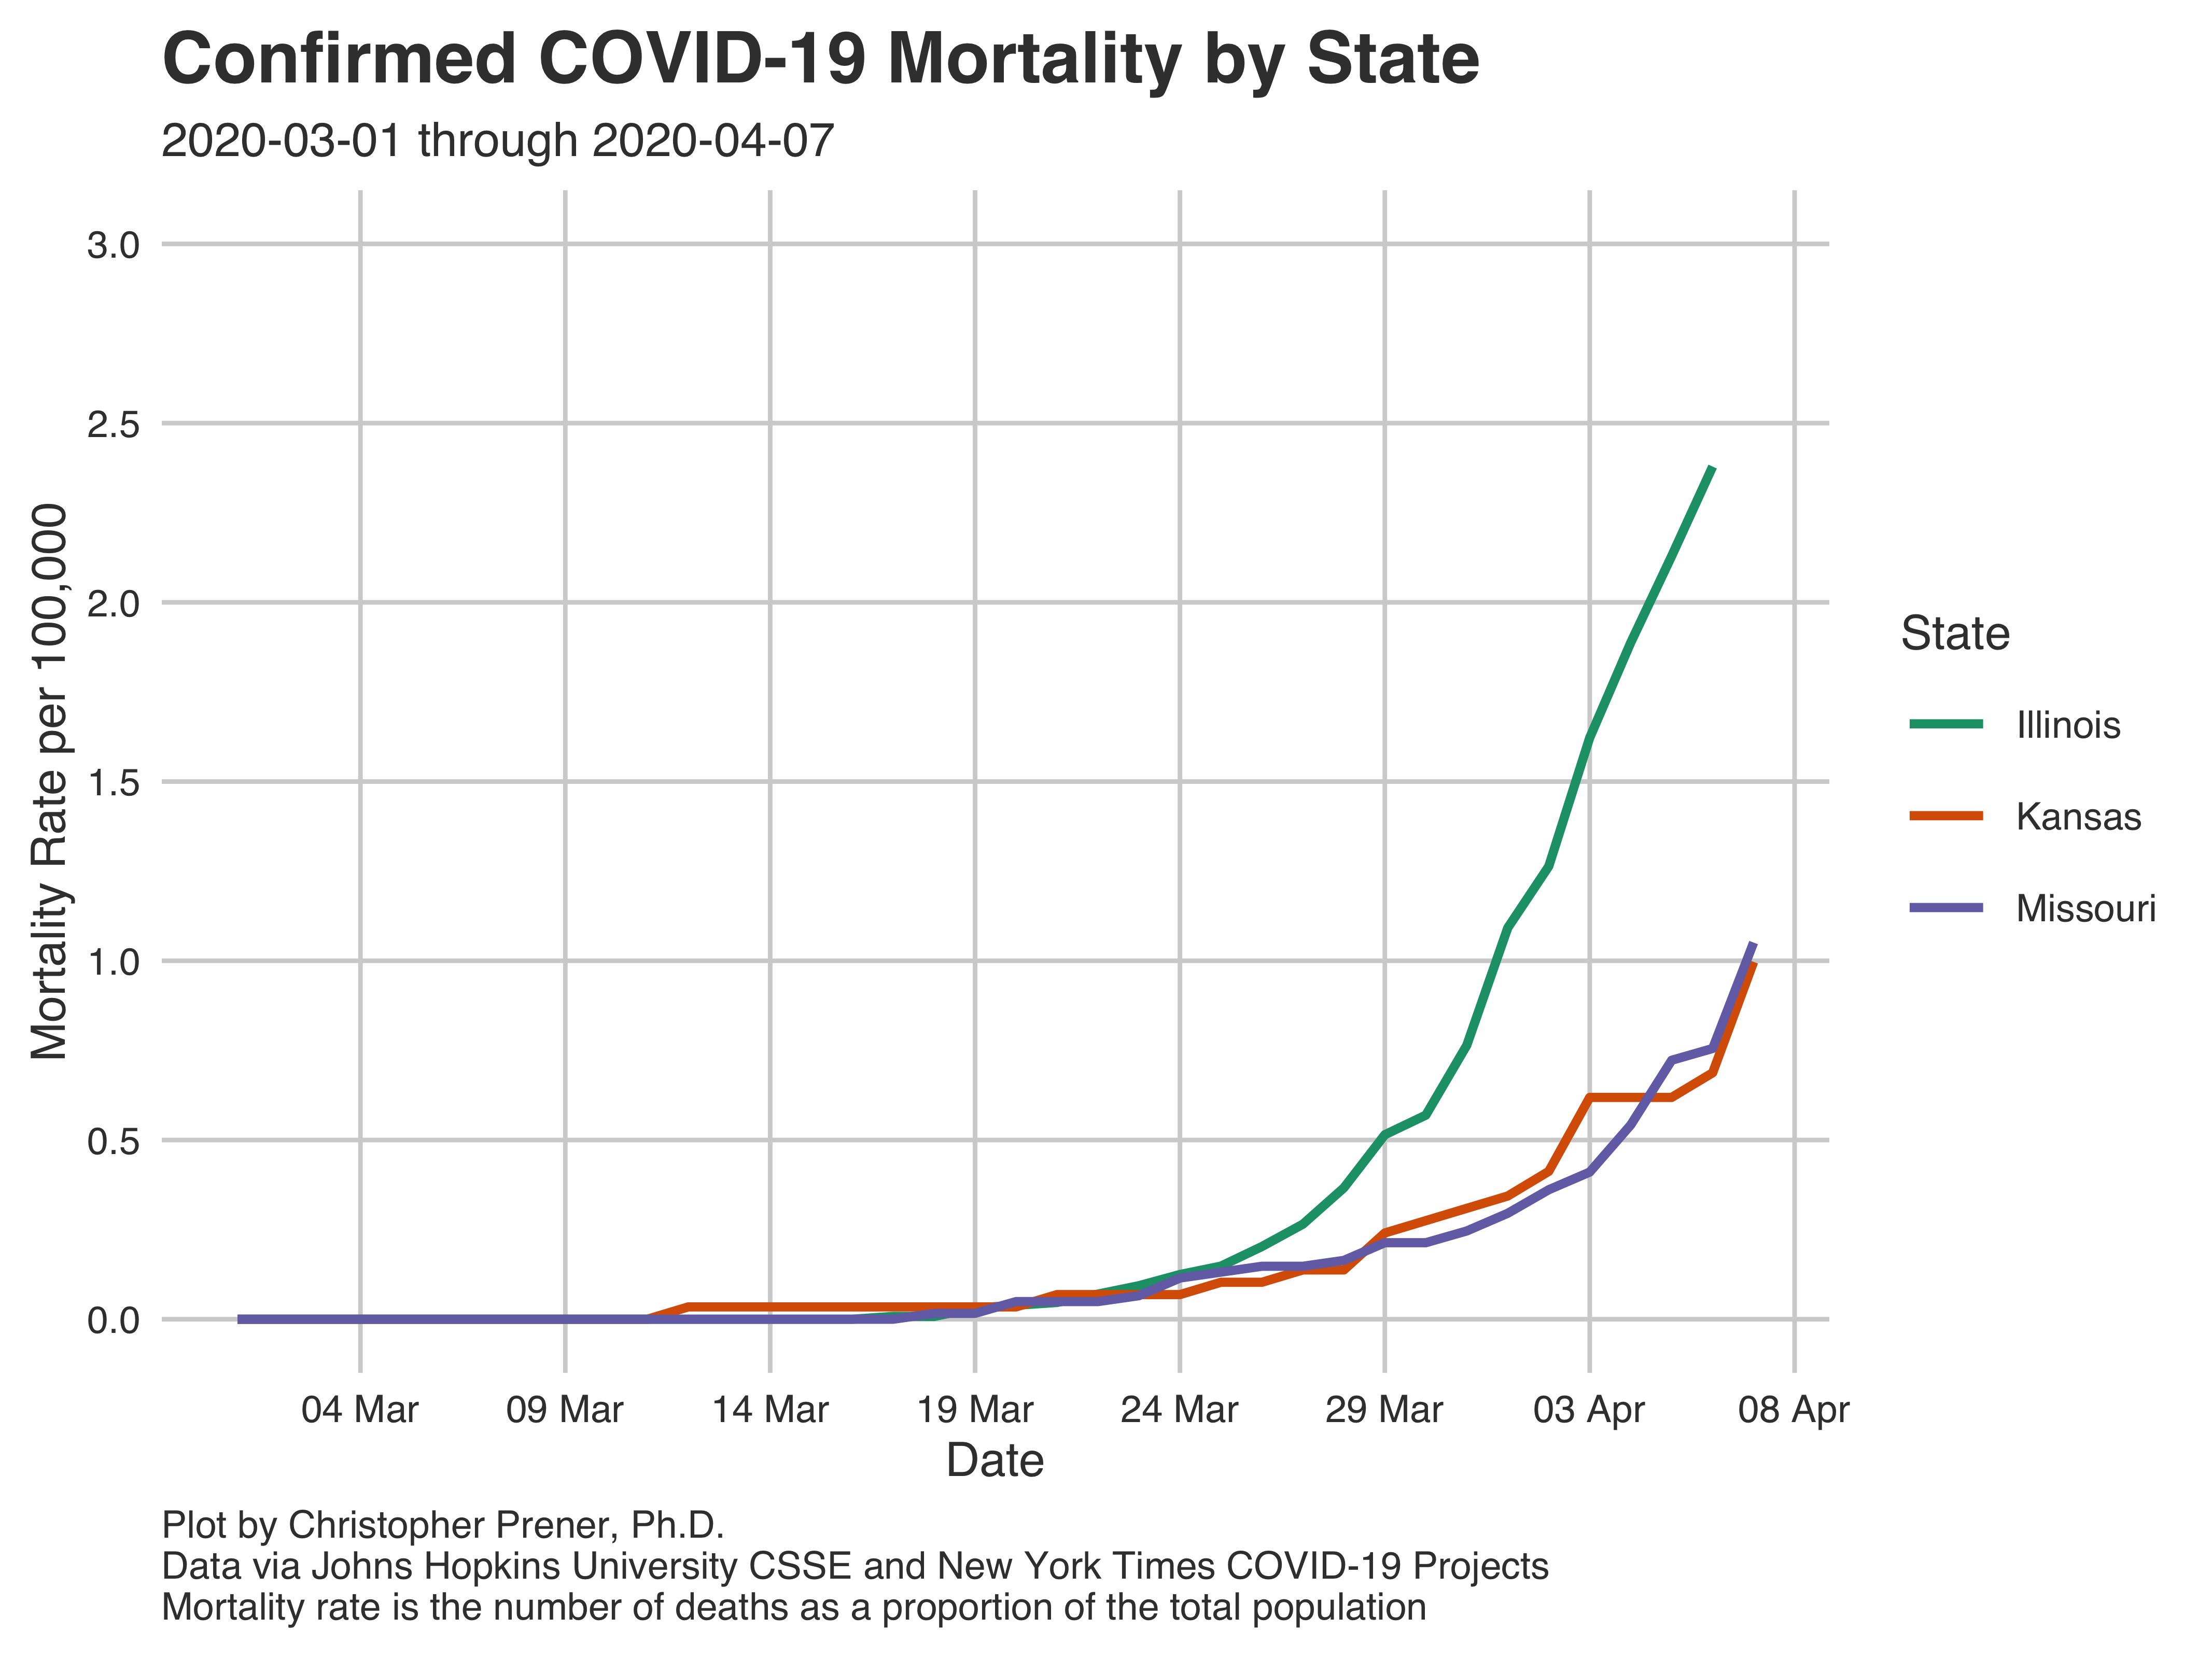 Confirmed COVID-19 Mortality by State
2020-03-01 through 2020-04-07
Mortality Rate per 100,000
3.0
2.5
2.0
1.5
1.0
0.5
0.0
04 Mar
09 Mar
14 Mar
19 Mar
24 Mar
29 Mar
03 Apr
08 Apr
Date
State
Illinois
Kansas
Missouri
Plot by Christopher Prener, Ph.D.
Data via Johns Hopkins University CSSE and New York Times COVID-19 Projects
Mortality rate is the number of deaths as a proportion of the total population